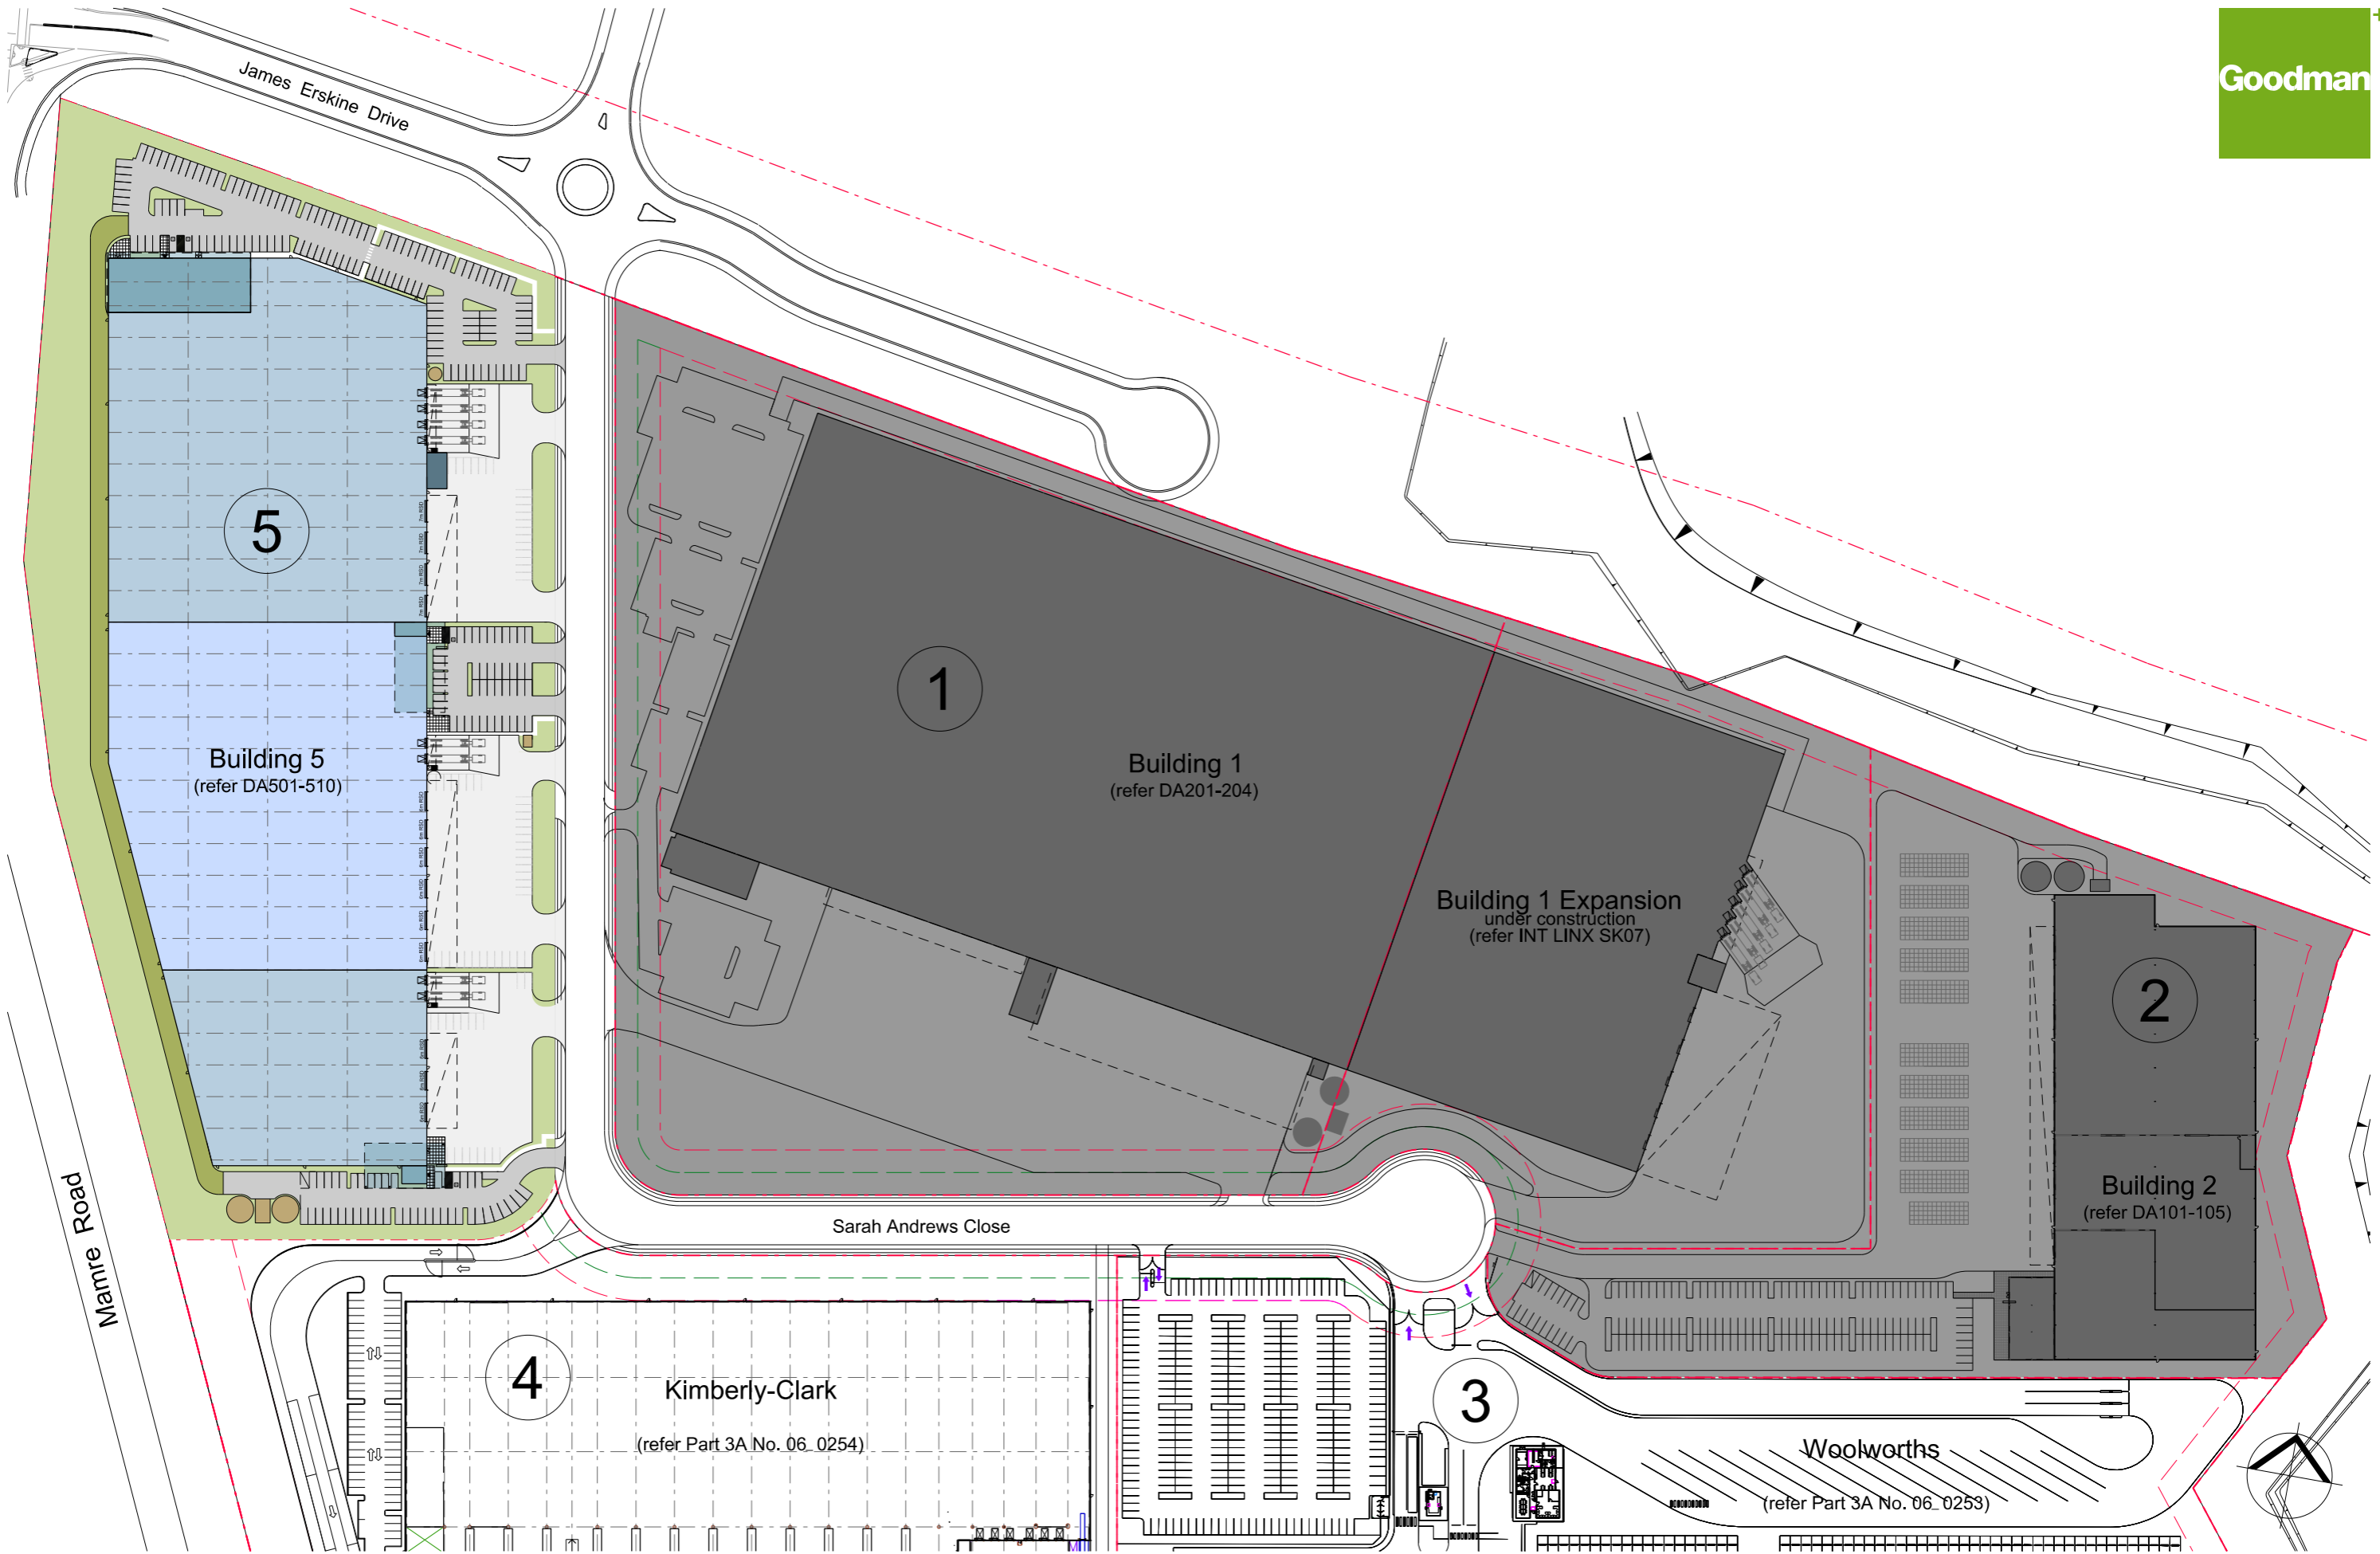 Goodman
James Erskine Drive
5
1
Building 5
(refer DA501-510)
Building 1
(refer DA201-204)
Building 1 Expansion
under construction
(refer INT LINX SK07)
2
Building 2
(refer DA101-105)
Sarah Andrews Close
Mamre Road
4
Kimberly-Clark
(refer Part 3A No. 06_0254)
3
Woolworths
(refer Part 3A No. 06_0253)